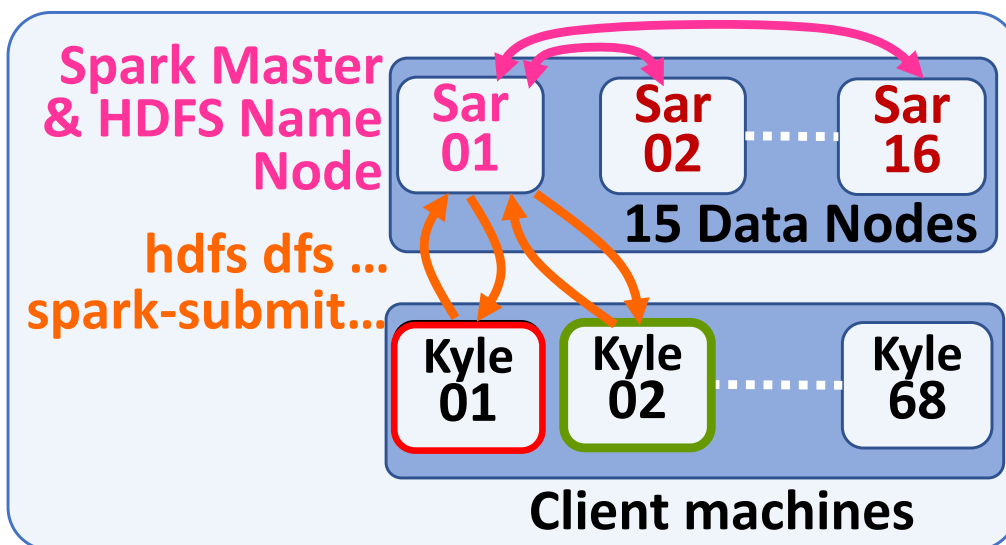 Spark Master
& HDFS Name
Node
Sar
01
Sar
02
Sar
16
15 Data Nodes
hdfs dfs ...
spark-submit...
Kyle
01
Kyle
02
Kyle
68
Client machines